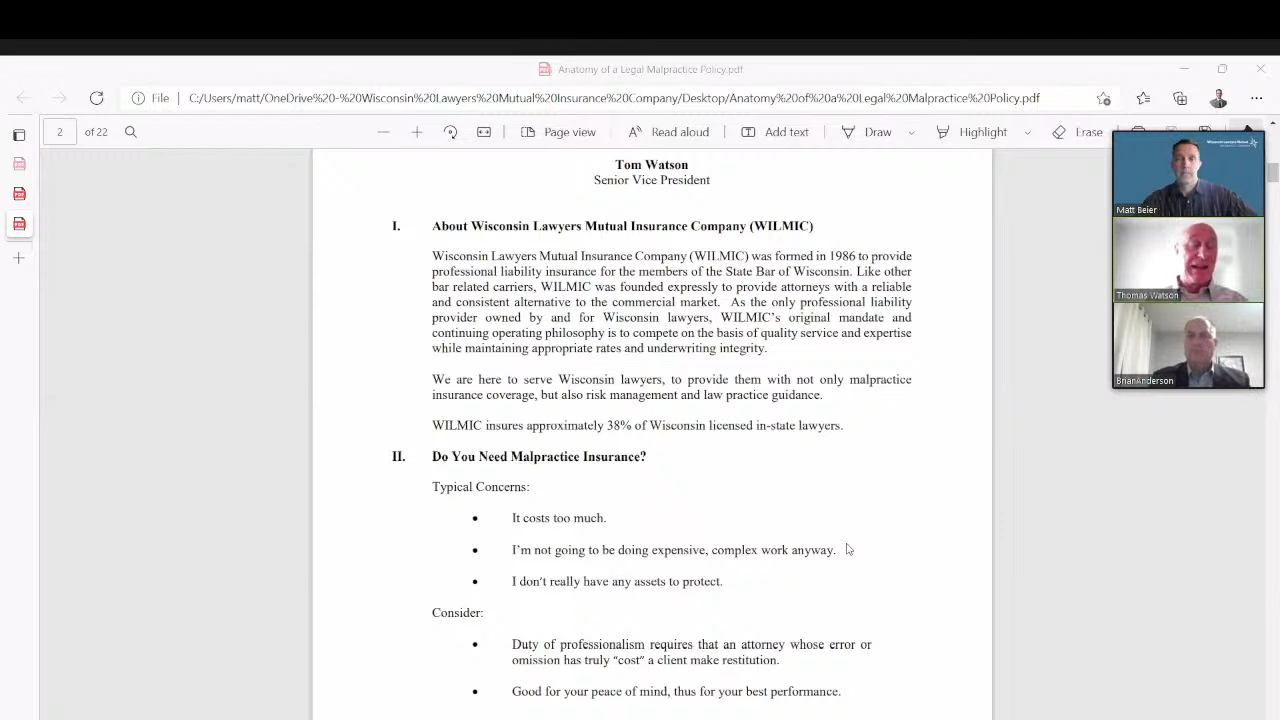 Anatomy of a Legal Malpractice Policy.pdf
File
C:/Users/matt/OneDrive%20-%20Wisconsin%20Lawyers%20Mutual%20Insurance%20Company/Desktop/Anatomy%20of%20a%20Legal%20Malpractice%20Policy.pdf
2 of 22
Page view
Read aloud
Add text
Draw
Highlight
Erase
Tom Watson
Senior Vice President
I. About Wisconsin Lawyers Mutual Insurance Company (WILMIC)
Wisconsin Lawyers Mutual Insurance Company (WILMIC) was formed in 1986 to provide
professional liability insurance for the members of the State Bar of Wisconsin. Like other
bar related carriers, WILMIC was founded expressly to provide attorneys with a reliable
and consistent alternative to the commercial market. As the only professional liability
provider owned by and for Wisconsin lawyers, WILMIC's original mandate and
continuing operating philosophy is to compete on the basis of quality service and expertise
while maintaining appropriate rates and underwriting integrity.
We are here to serve Wisconsin lawyers, to provide them with not only malpractice
insurance coverage, but also risk management and law practice guidance.
WILMIC insures approximately 38% of Wisconsin licensed in-state lawyers.
II. Do You Need Malpractice Insurance?
Typical Concerns:
• It costs too much.
• I'm not going to be doing expensive, complex work anyway.
• I don't really have any assets to protect.
Consider:
• Duty of professionalism requires that an attorney whose error or
omission has truly "cost" a client make restitution.
• Good for your peace of mind, thus for your best performance.
Wisconsin Lawyers Mutual
Matt Beier
Thomas Watson
BrianAnderson